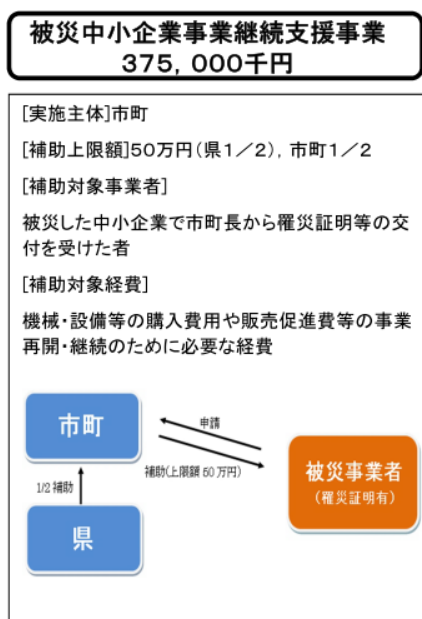 被災中小企業事業継続支援事業
375，000千円
[実施主体]市町
[補助上限額]50万円(県1／2)，市町1／2
[補助対象事業者]
被災した中小企業で市町長から罹災証明等の交
付を受けた者
[補助対象経費]
機械・設備等の購入費用や販売促進費等の事業
再開・継続のために必要な経費
市町
申請
補助(上限額 50 万円)
被災事業者
(罹災証明有)
1/2 補助
県